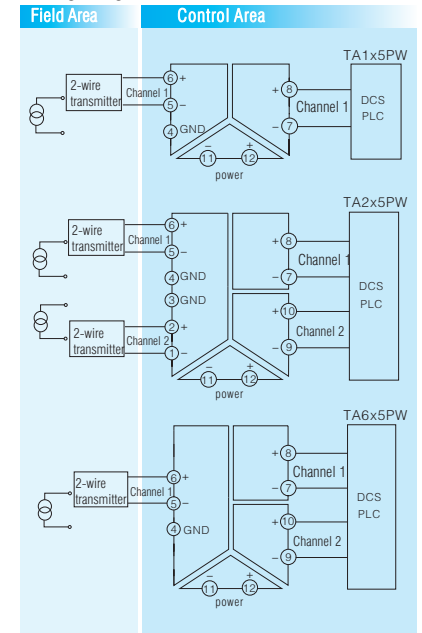 Field Area
Control Area
TA1x5PW
2-wire
transmitter
Channel 1
6 +
5 −
4 GND
+ 8
Channel 1
− 7
DCS
PLC
− +
11 12
power
TA2x5PW
2-wire
transmitter
Channel 1
6 +
5 −
4 GND
3 GND
2 +
1 −
2-wire
transmitter
Channel 2
+ 8
Channel 1
− 7
+ 10
Channel 2
− 9
DCS
PLC
− +
11 12
power
TA6x5PW
2-wire
transmitter
Channel 1
6 +
5 −
4 GND
+ 8
Channel 1
− 7
+ 10
Channel 2
− 9
DCS
PLC
− +
11 12
power